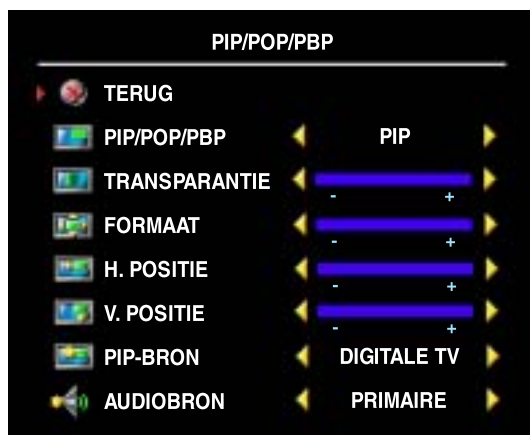 PIP/POP/PBP
TERUG
PIP/POP/PBP PIP
TRANSPARANTIE
- +
FORMAAT
- +
H. POSITIE
- +
V. POSITIE
- +
PIP-BRON DIGITALE TV
AUDIOBRON PRIMAIRE